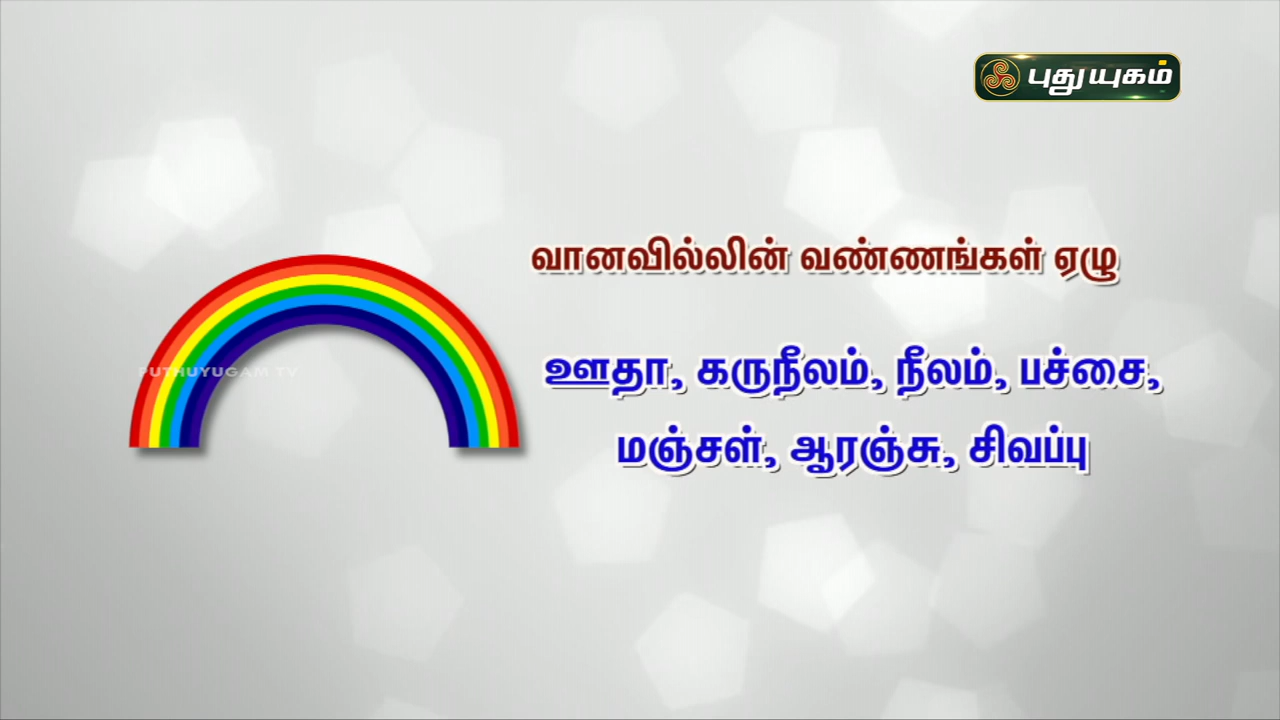 புதுயுகம்
வானவில்லின் வண்ணங்கள் ஏழு
PUTHUYUGAM TV
ஊதா, கருநீலம், நீலம், பச்சை,
மஞ்சள், ஆரஞ்சு, சிவப்பு